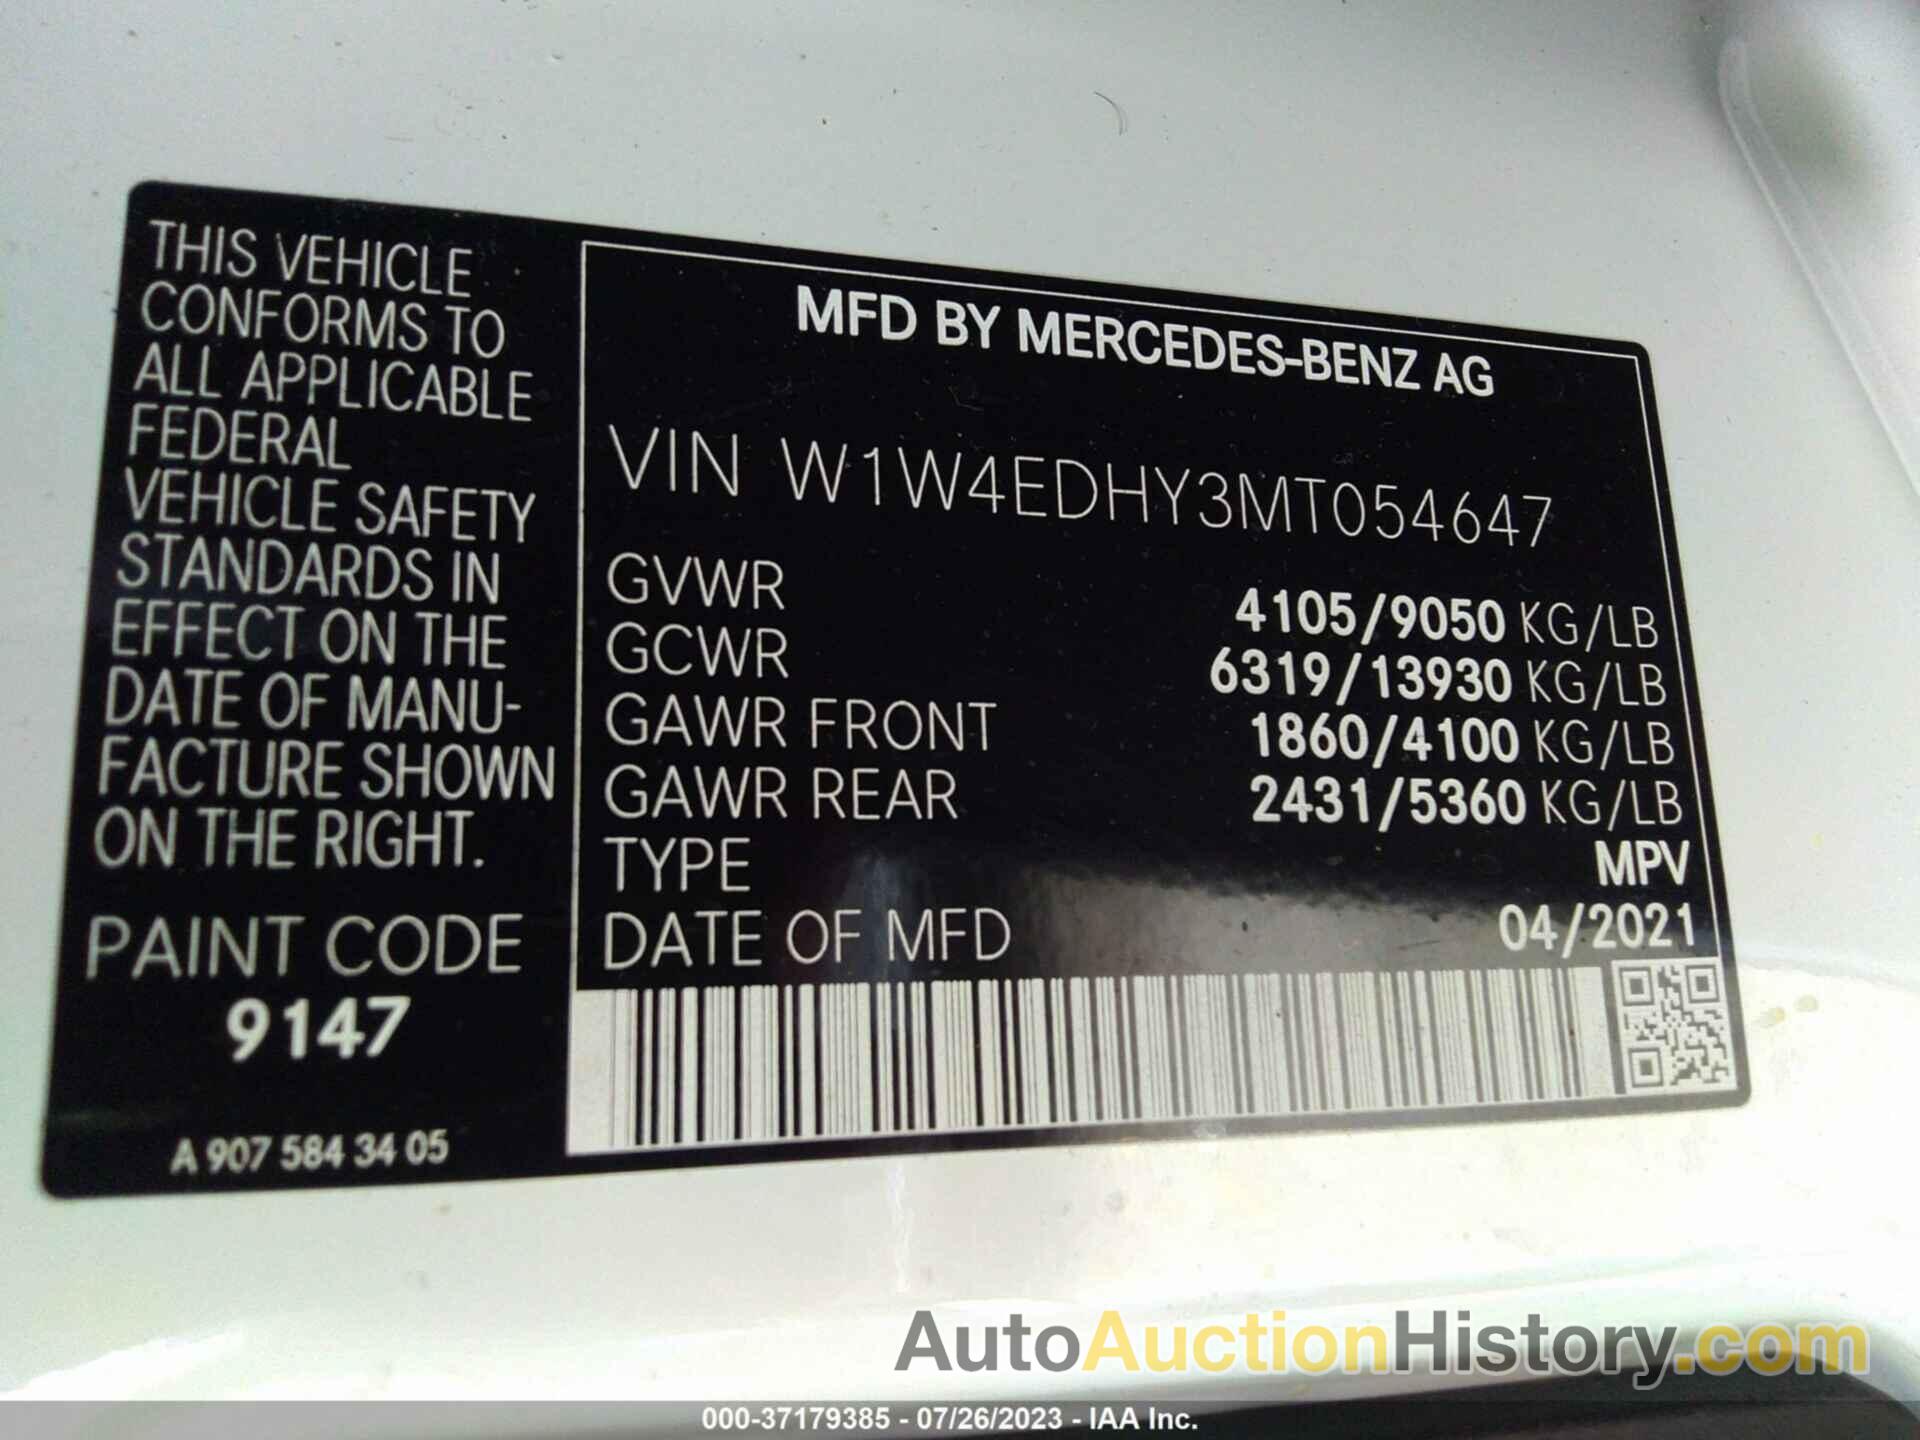 THIS VEHICLE
CONFORMS TO
ALL APPLICABLE
FEDERAL
VEHICLE SAFETY
STANDARDS IN
EFFECT ON THE
DATE OF MANU-
FACTURE SHOWN
ON THE RIGHT.
PAINT CODE
9147
A 907 584 34 05
MFD BY MERCEDES-BENZ AG
VIN W1W4EDHY3MT054647
GVWR 4105/9050 KG/LB
GCWR 6319/13930 KG/LB
GAWR FRONT 1860/4100 KG/LB
GAWR REAR 2431/5360 KG/LB
TYPE MPV
DATE OF MFD 04/2021
AutoAuctionHistory.com
000-37179385 - 07/26/2023 - IAA Inc.